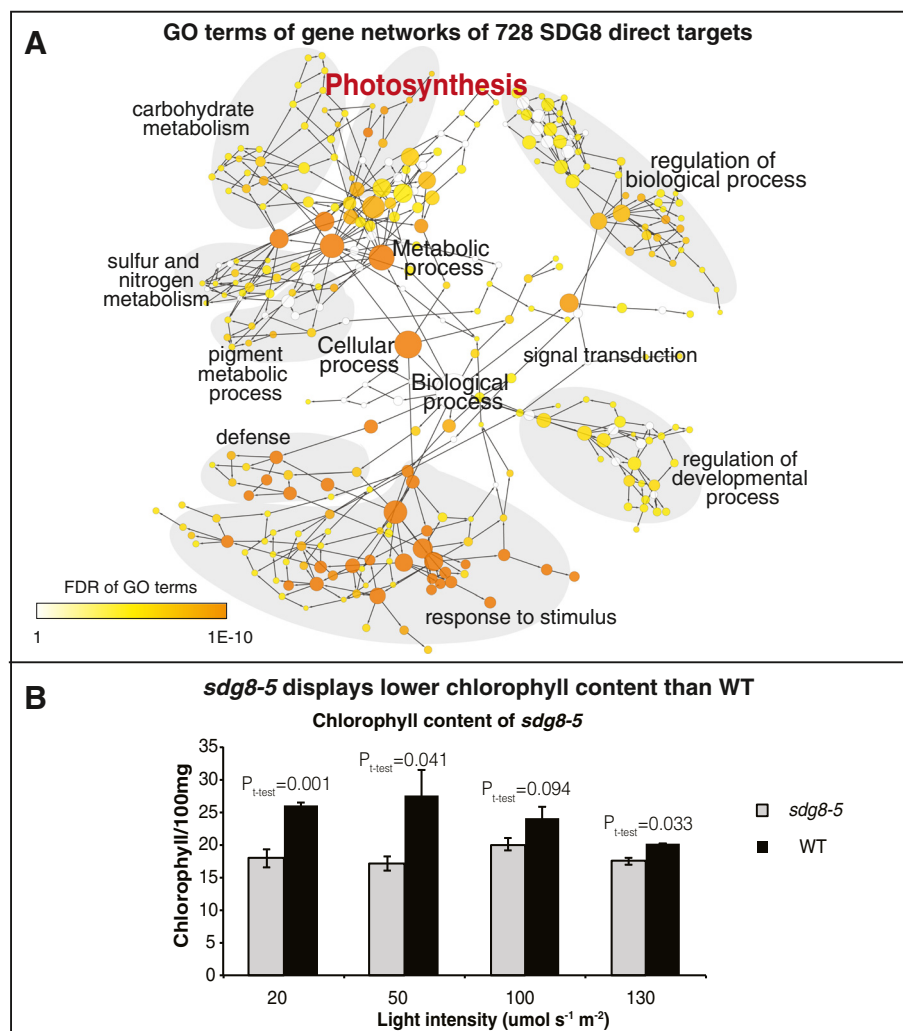 A
GO terms of gene networks of 728 SDG8 direct targets
Photosynthesis
carbohydrate
metabolism
regulation of
biological process
Metabolic
process
sulfur and
nitrogen
metabolism
pigment
metabolic
process
Cellular
process
signal transduction
Biological
process
defense
regulation of
developmental
process
FDR of GO terms
1
1E-10
response to stimulus
B
sdg8-5 displays lower chlorophyll content than WT
Chlorophyll content of sdg8-5
Chlorophyll/100mg
35
30
25
20
15
10
5
0
P t-test=0.001
P t-test=0.041
P t-test=0.094
P t-test=0.033
sdg8-5
WT
20
50
100
130
Light intensity (umol s⁻¹ m⁻²)